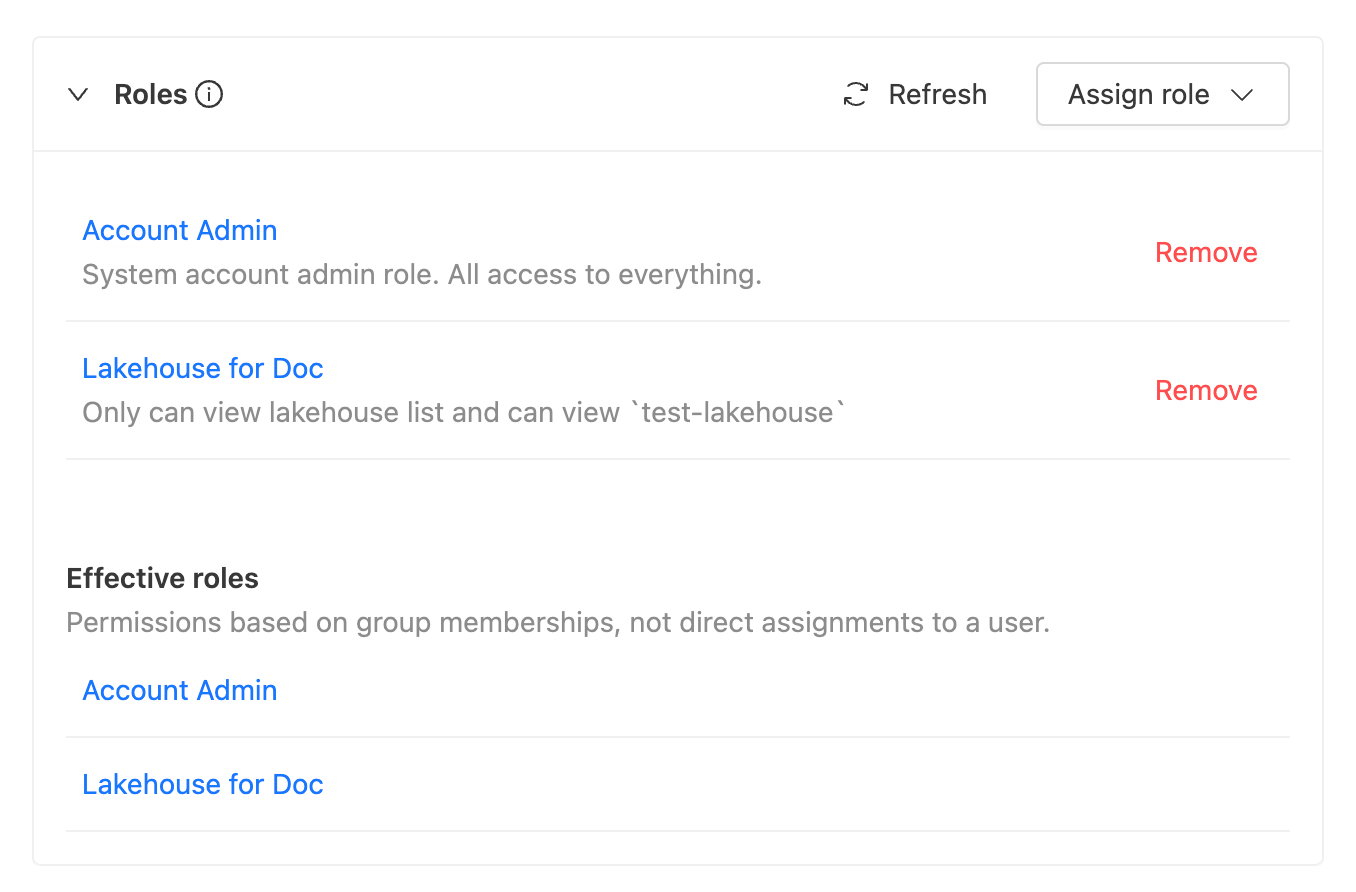 Roles
Refresh
Assign role
Account Admin
System account admin role. All access to everything.
Remove
Lakehouse for Doc
Only can view lakehouse list and can view `test-lakehouse`
Remove
Effective roles
Permissions based on group memberships, not direct assignments to a user.
Account Admin
Lakehouse for Doc